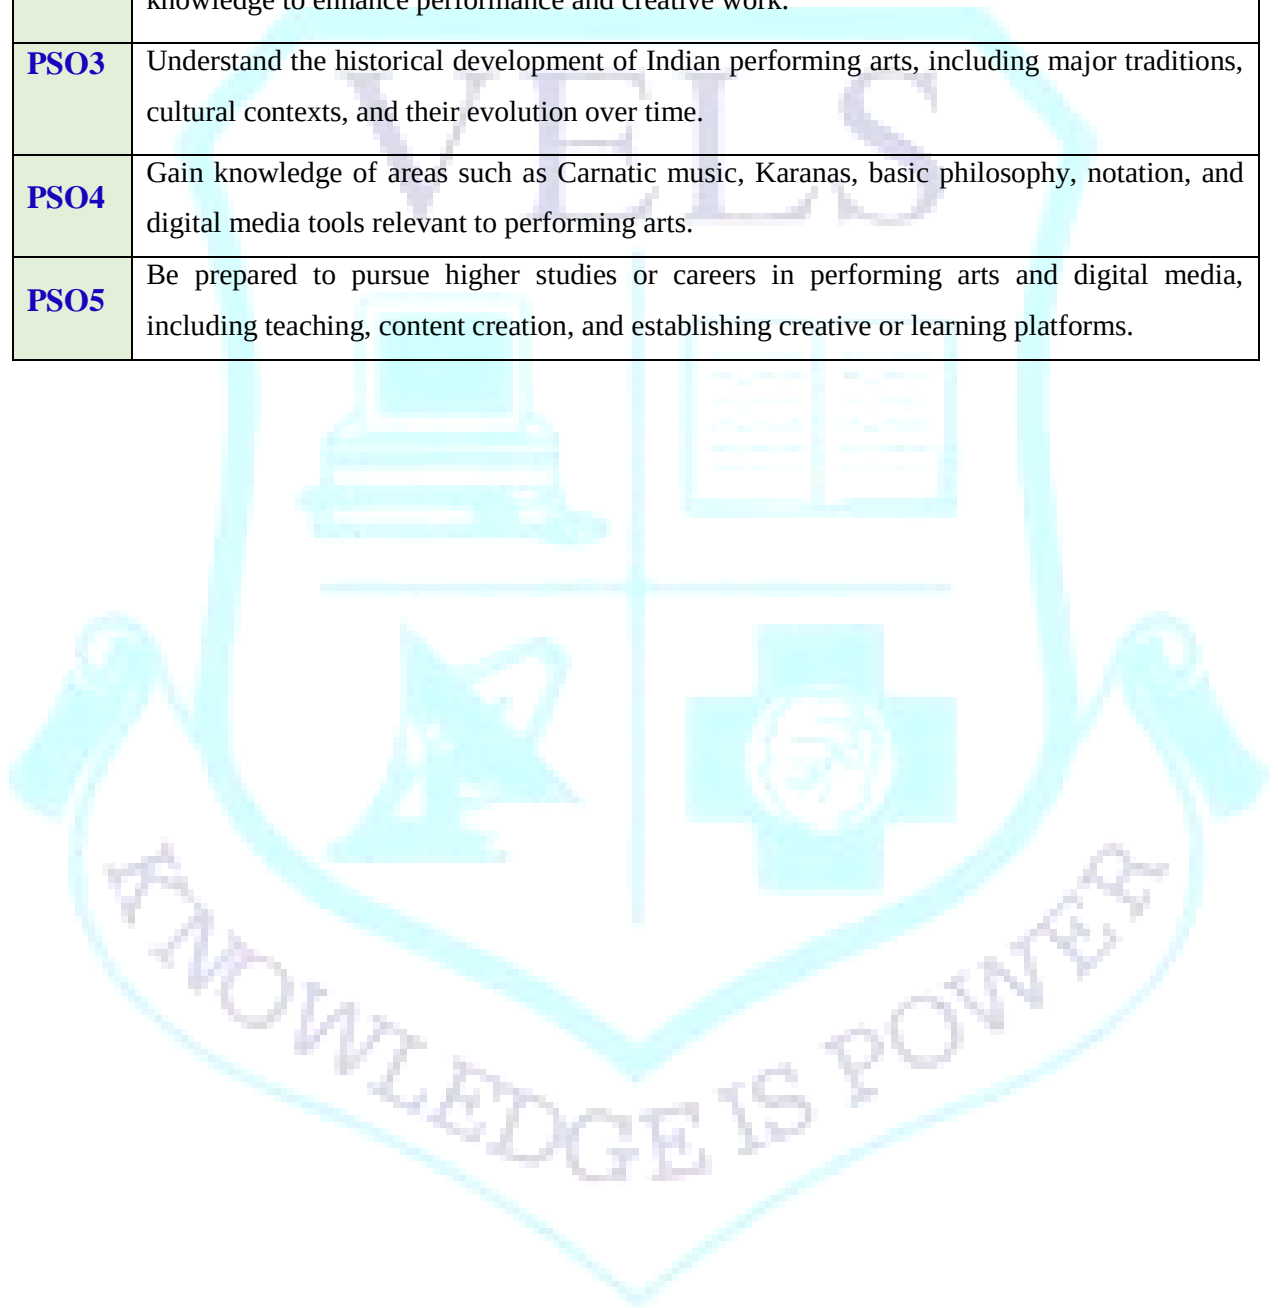 knowledge to enhance performance and creative work.
PSO3
Understand the historical development of Indian performing arts, including major traditions,
cultural contexts, and their evolution over time.
PSO4
Gain knowledge of areas such as Carnatic music, Karanas, basic philosophy, notation, and
digital media tools relevant to performing arts.
PSO5
Be prepared to pursue higher studies or careers in performing arts and digital media,
including teaching, content creation, and establishing creative or learning platforms.
VELS
KNOWLEDGE IS POWER